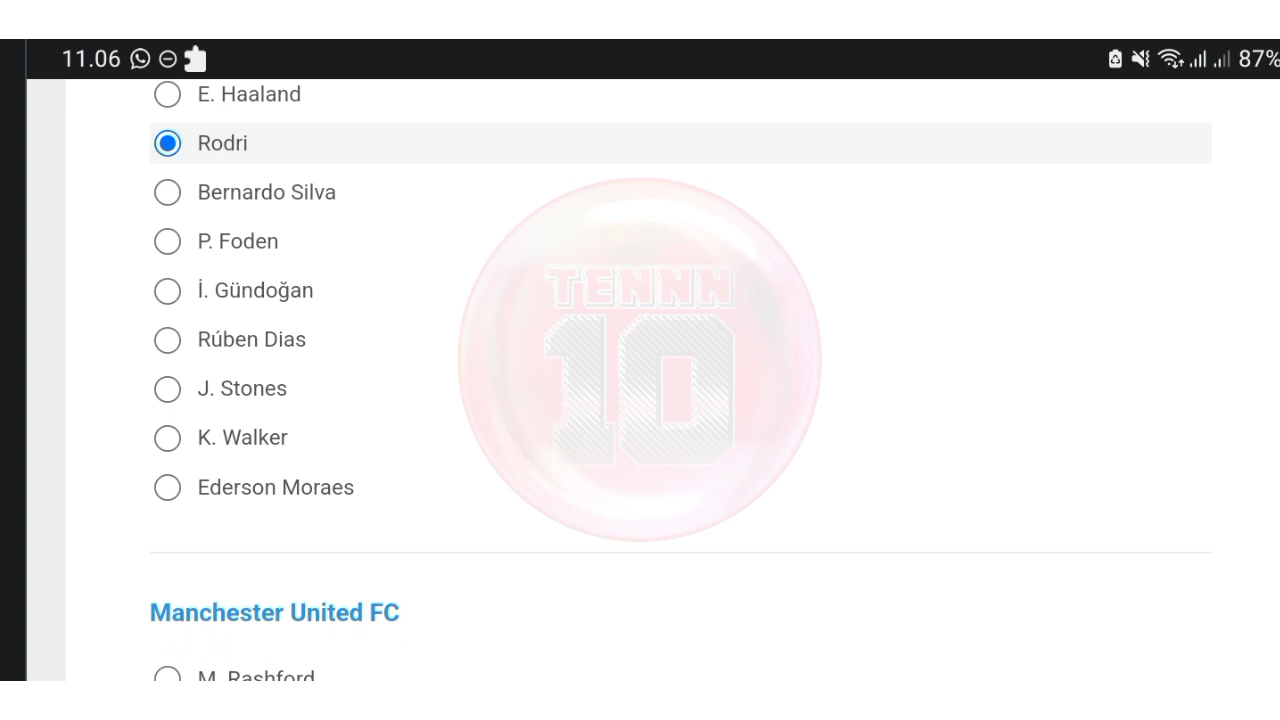 11.06 87%
E. Haaland
Rodri
Bernardo Silva
P. Foden
İ. Gündoğan
Rúben Dias
J. Stones
K. Walker
Ederson Moraes
TENNN
10
Manchester United FC
M. Rashford